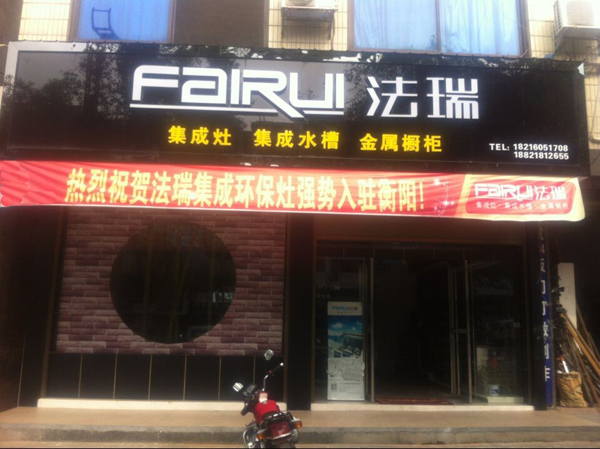 FAIRUI 法瑞
集成灶 集成水槽 金属橱柜
TEL: 18216051708
18821812655
热烈祝贺法瑞集成环保灶强势入驻衡阳!
FAIRUI 法瑞